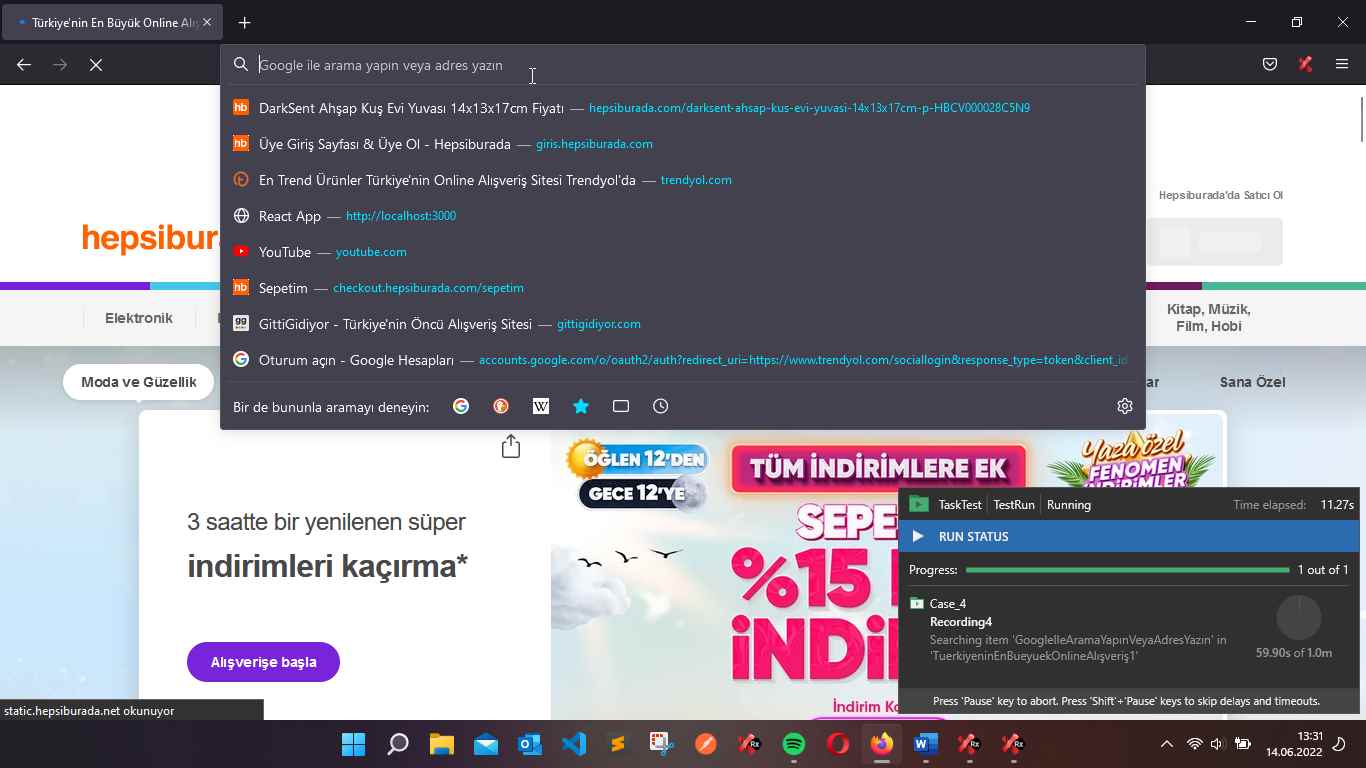 Türkiye'nin En Büyük Online Alış
Google ile arama yapın veya adres yazın
DarkSent Ahşap Kuş Evi Yuvası 14x13x17cm Fiyatı — hepsiburada.com/darksent-ahsap-kus-evi-yuvasi-14x13x17cm-p-HBCV000028C5N9
Üye Giriş Sayfası & Üye Ol - Hepsiburada — giris.hepsiburada.com
En Trend Ürünler Türkiye'nin Online Alışveriş Sitesi Trendyol'da — trendyol.com
React App — http://localhost:3000
YouTube — youtube.com
Sepetim — checkout.hepsiburada.com/sepetim
GittiGidiyor - Türkiye'nin Öncü Alışveriş Sitesi — gittigidiyor.com
Oturum açın - Google Hesapları — accounts.google.com/o/oauth2/auth?redirect_uri=https://www.trendyol.com/sociallogin&response_type=token&client_id
Bir de bununla aramayı deneyin:
Hepsiburada'da Satıcı Ol
hepsibura
Elektronik
Kitap, Müzik,
Film, Hobi
Moda ve Güzellik
ar
Sana Özel
3 saatte bir yenilenen süper
indirimleri kaçırma*
Alışverişe başla
ÖĞLEN 12'DEN
GECE 12'YE
TÜM İNDİRİMLERE EK
SEPE
%15
İNDİ
İndirim Ko
Yaza özel
FENOMEN
İNDİRİMLER
TaskTest TestRun Running Time elapsed: 11.27s
RUN STATUS
Progress: 1 out of 1
Case_4
Recording4
Searching item 'GoogleIleAramaYapınVeyaAdresYazın' in
'TuerkiyeninEnBueyuekOnlineAlışveriş1'
59.90s of 1.0m
Press 'Pause' key to abort. Press 'Shift'+'Pause' keys to skip delays and timeouts.
static.hepsiburada.net okunuyor
13:31
14.06.2022